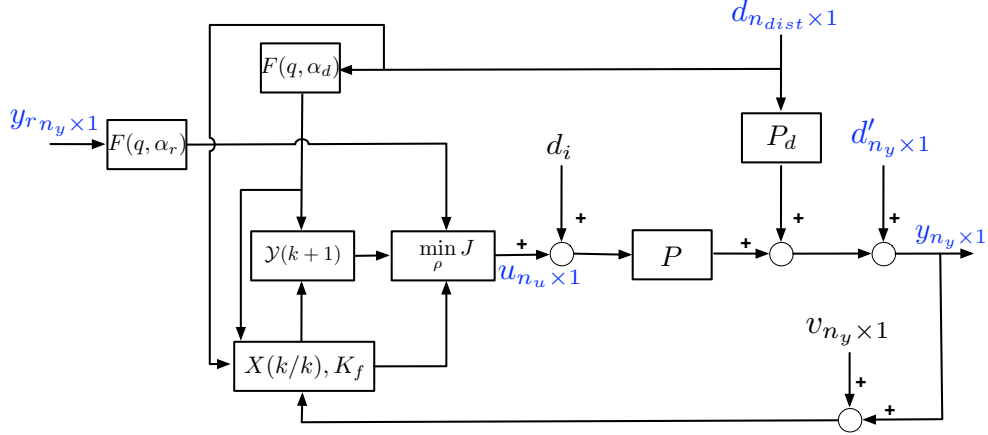 d_{n_{dist}×1}
F(q, α_d)
y_{r n_y×1}
F(q, α_r)
d_i
P_d
d′_{n_y×1}
+
+
+
𝒴(k + 1)
min J
ρ
+
u_{n_u×1}
P
+
y_{n_y×1}
v_{n_y×1}
X(k/k), K_f
+
+